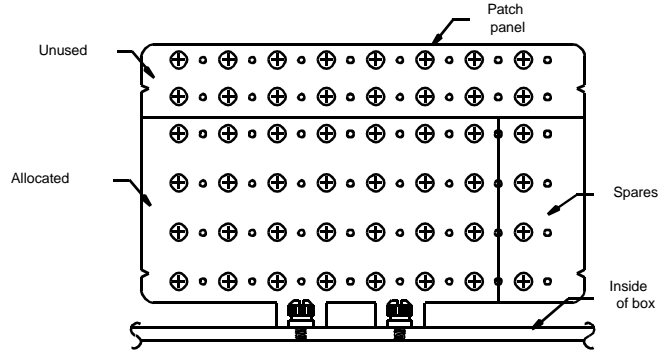 Patch
panel
Unused
Allocated
Spares
Inside
of box